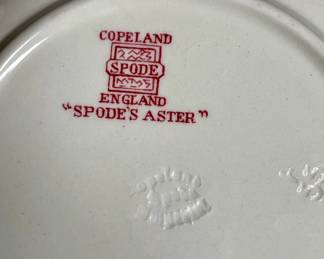 COPELAND
SPODE
ENGLAND
"SPODE'S ASTER"